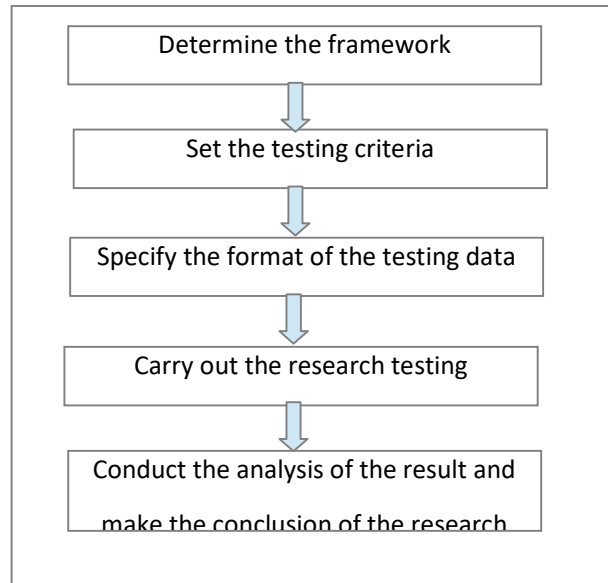 Determine the framework
Set the testing criteria
Specify the format of the testing data
Carry out the research testing
Conduct the analysis of the result and
make the conclusion of the research